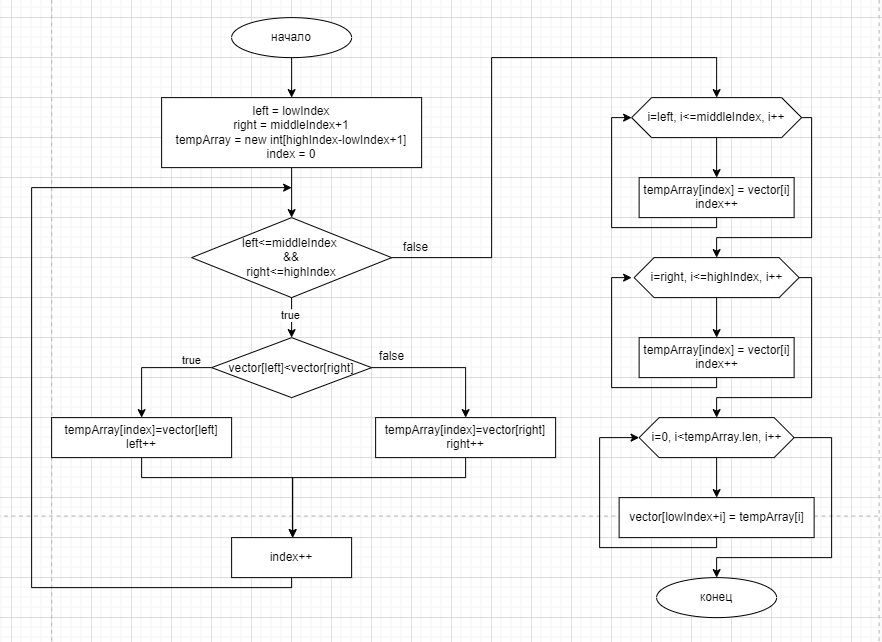 начало
left = lowIndex
right = middleIndex+1
tempArray = new int[highIndex-lowIndex+1]
index = 0
left<=middleIndex
&&
right<=highIndex
false
true
vector[left]<vector[right]
true
false
tempArray[index]=vector[left]
left++
tempArray[index]=vector[right]
right++
index++
i=left, i<=middleIndex, i++
tempArray[index] = vector[i]
index++
i=right, i<=highIndex, i++
tempArray[index] = vector[i]
index++
i=0, i<tempArray.len, i++
vector[lowIndex+i] = tempArray[i]
конец